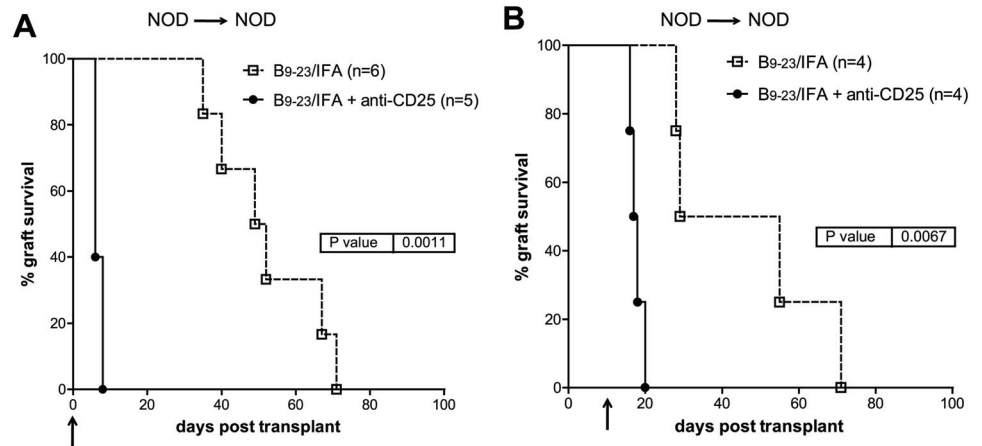 A
NOD → NOD
B9-23/IFA (n=6)
B9-23/IFA + anti-CD25 (n=5)
P value 0.0011
% graft survival
100
80
60
40
20
0
0 20 40 60 80 100
days post transplant
B
NOD → NOD
B9-23/IFA (n=4)
B9-23/IFA + anti-CD25 (n=4)
P value 0.0067
% graft survival
100
80
60
40
20
0
0 20 40 60 80 100
days post transplant